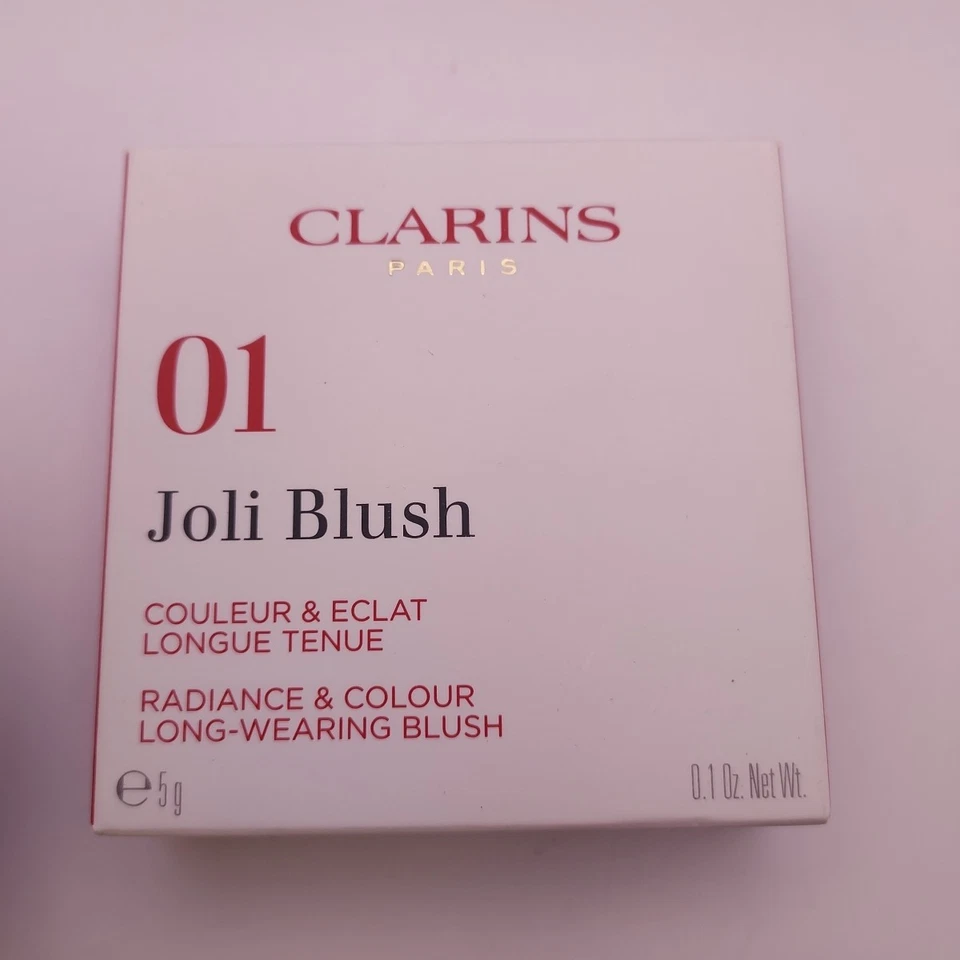 CLARINS
PARIS
01
Joli Blush
COULEUR & ECLAT
LONGUE TENUE
RADIANCE & COLOUR
LONG-WEARING BLUSH
℮ 5 g
0.1 Oz. Net Wt.